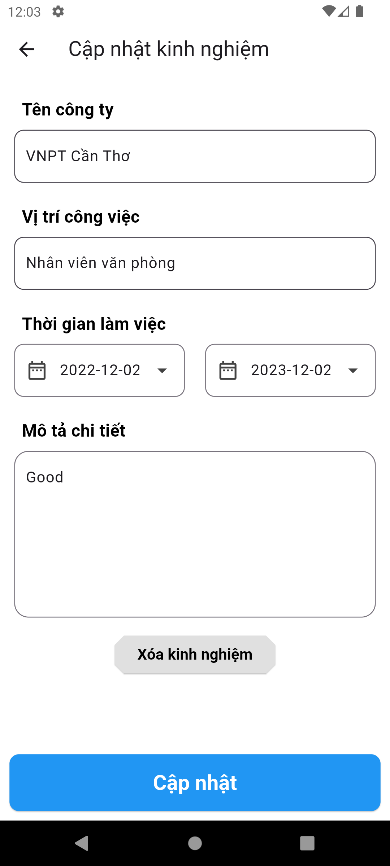 12:03
Cập nhật kinh nghiệm
Tên công ty
VNPT Cần Thơ
Vị trí công việc
Nhân viên văn phòng
Thời gian làm việc
2022-12-02 2023-12-02
Mô tả chi tiết
Good
Xóa kinh nghiệm
Cập nhật